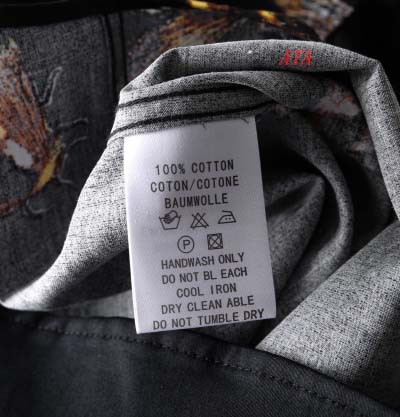 ATA
100% COTTON
COTON/COTONE
BAUMWOLLE
P
HANDWASH ONLY
DO NOT BL EACH
COOL IRON
DRY CLEAN ABLE
DO NOT TUMBLE DRY